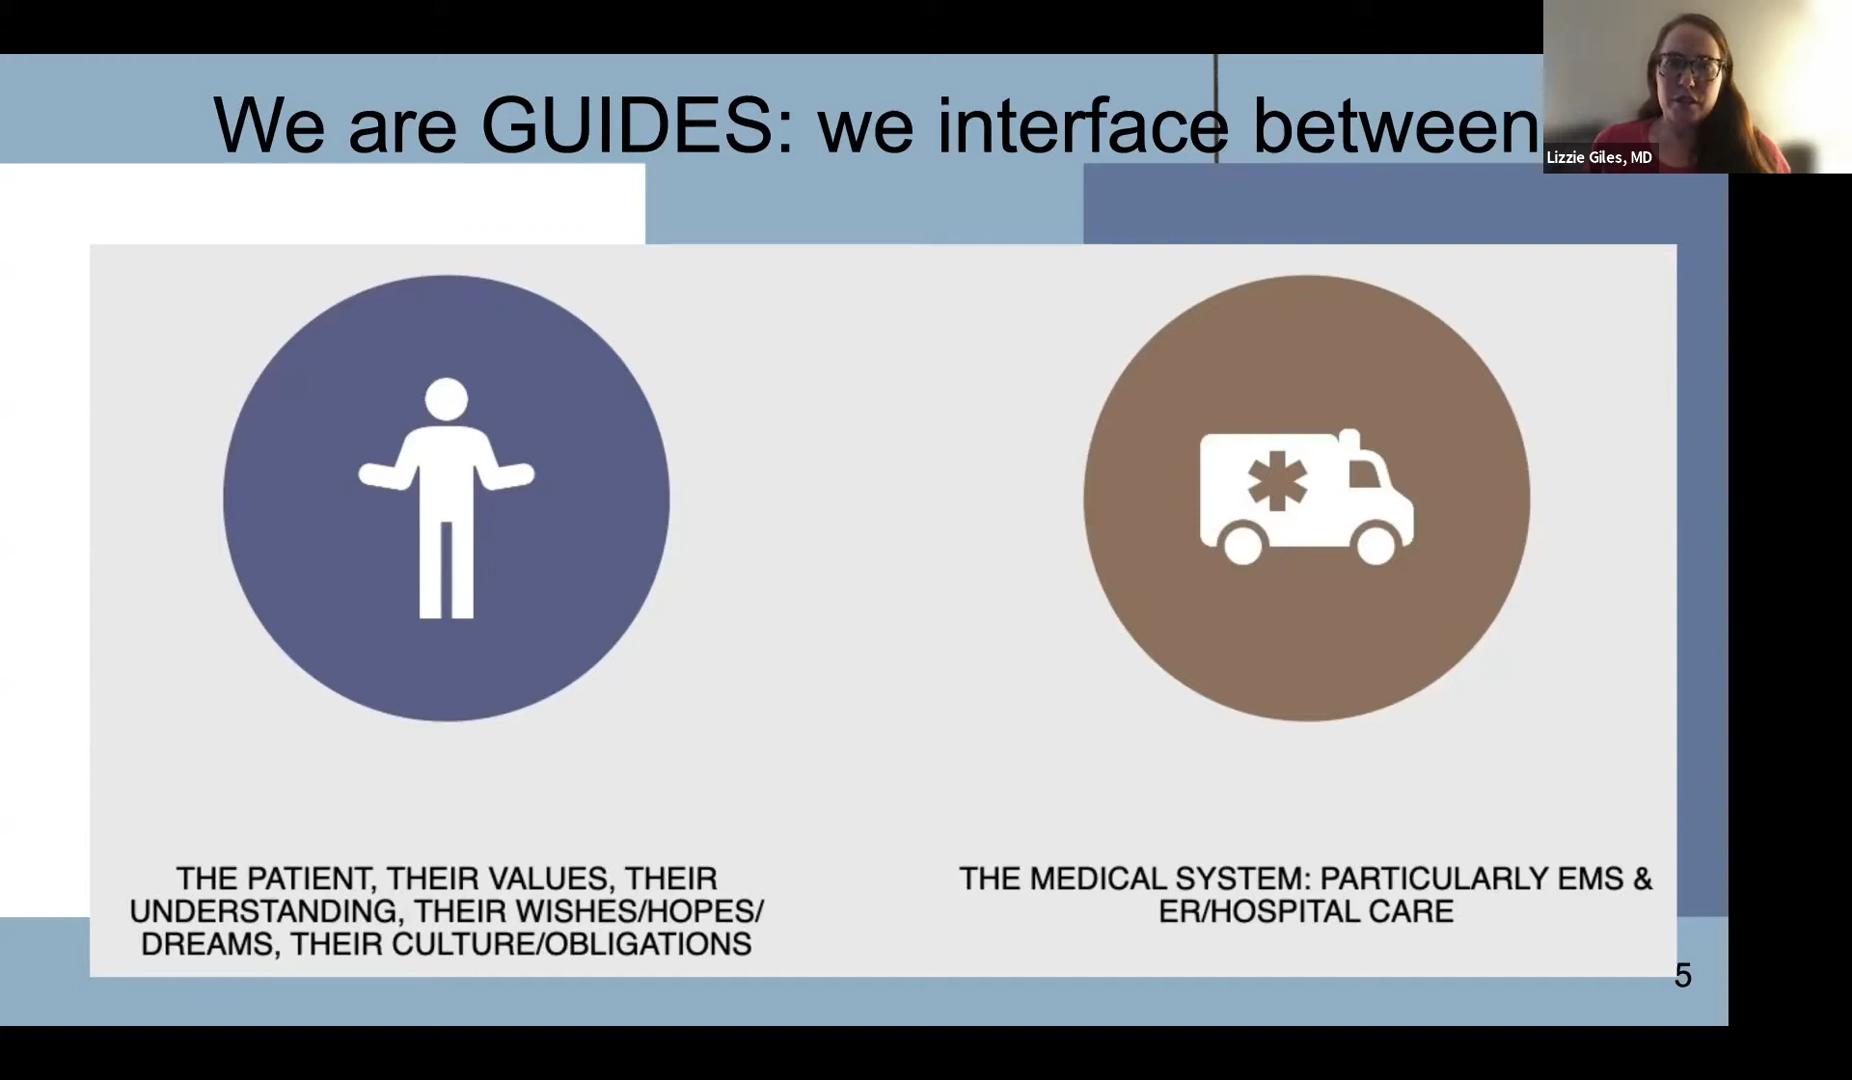 We are GUIDES: we interface between
Lizzie Giles, MD
THE PATIENT, THEIR VALUES, THEIR
UNDERSTANDING, THEIR WISHES/HOPES/
DREAMS, THEIR CULTURE/OBLIGATIONS
THE MEDICAL SYSTEM: PARTICULARLY EMS &
ER/HOSPITAL CARE
5